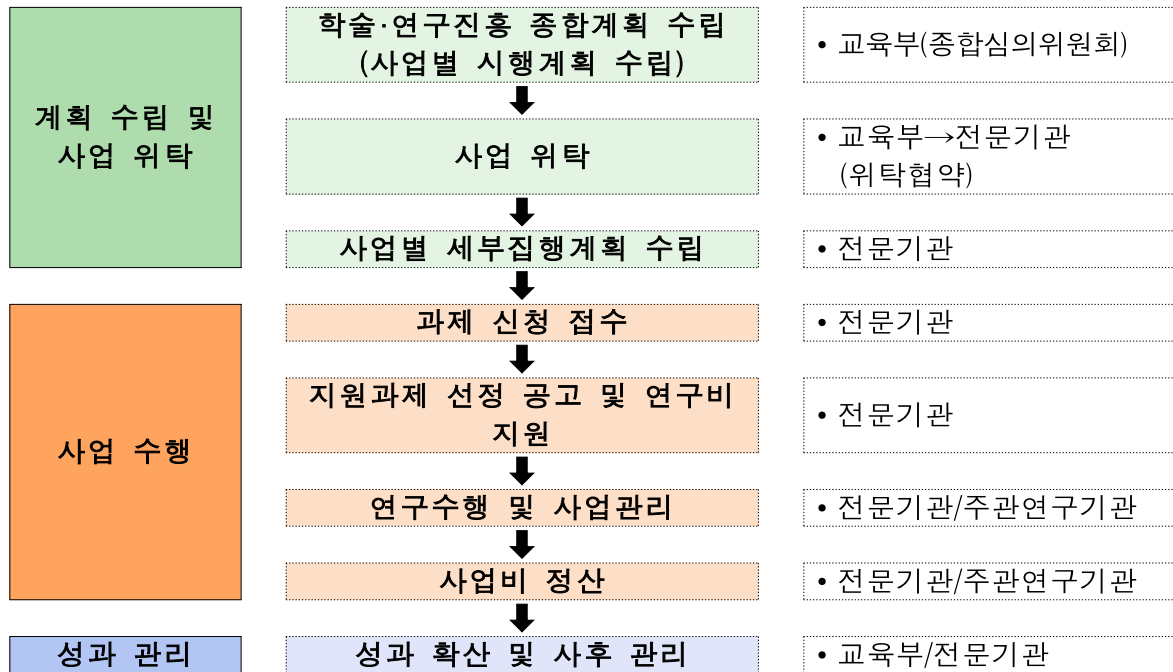 계획 수립 및
사업 위탁
학술·연구진흥 종합계획 수립
(사업별 시행계획 수립)
• 교육부(종합심의위원회)
사업 위탁
• 교육부→전문기관
(위탁협약)
사업별 세부집행계획 수립
• 전문기관
사업 수행
과제 신청 접수
• 전문기관
지원과제 선정 공고 및 연구비
지원
• 전문기관
연구수행 및 사업관리
• 전문기관/주관연구기관
사업비 정산
• 전문기관/주관연구기관
성과 관리
성과 확산 및 사후 관리
• 교육부/전문기관